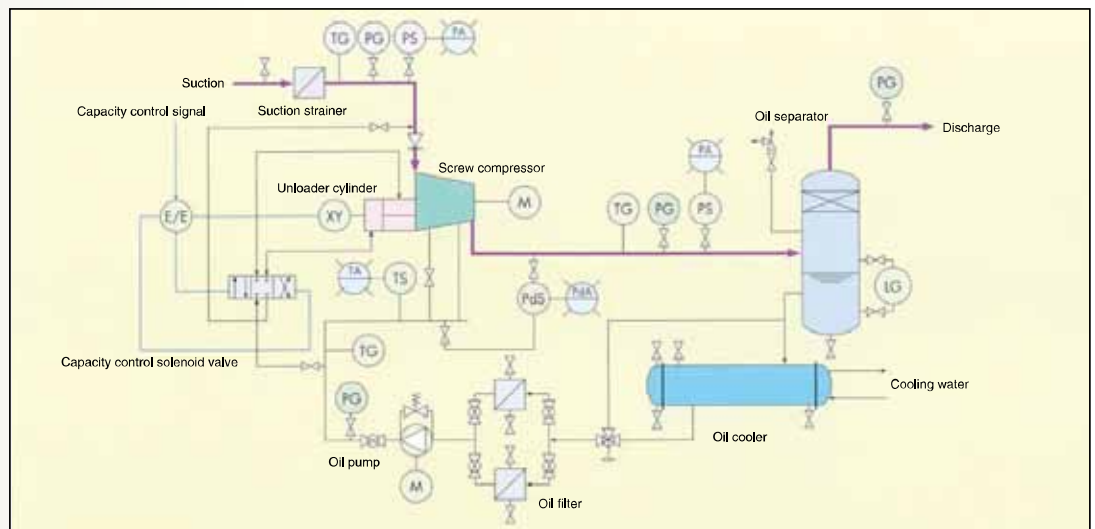 TG
PG
PS
PA
Suction
Suction strainer
PG
Capacity control signal
Oil separator
Discharge
PA
Screw compressor
Unloader cylinder
E/E
XY
M
TG
PG
PS
TA
TS
PdS
PdA
LG
Capacity control solenoid valve
TG
Cooling water
PG
Oil cooler
Oil pump
M
Oil filter